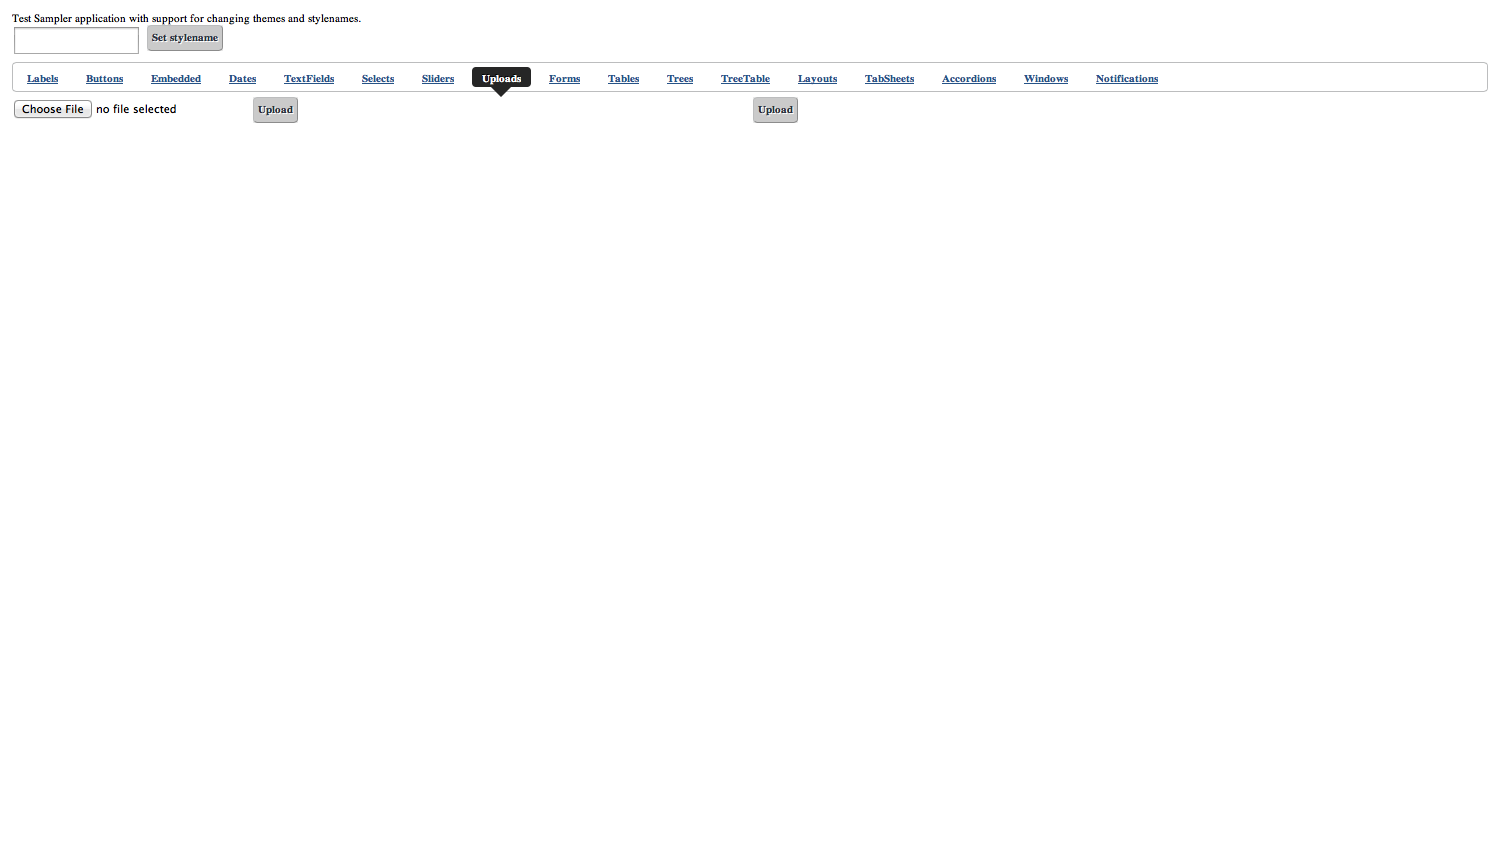 Test Sampler application with support for changing themes and stylenames.
Set stylename
Labels Buttons Embedded Dates TextFields Selects Sliders Uploads Forms Tables Trees TreeTable Layouts TabSheets Accordions Windows Notifications
Choose File no file selected Upload Upload